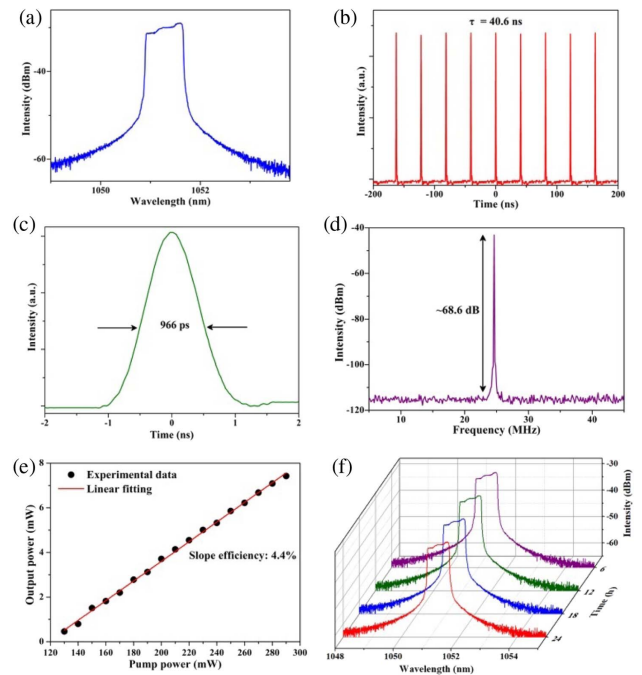 (a)
-40
-60
Intensity (dBm)
1050
1052
Wavelength (nm)
(b)
τ = 40.6 ns
Intensity (a.u.)
-200
-100
0
100
200
Time (ns)
(c)
966 ps
Intensity (a.u.)
-2
-1
0
1
2
Time (ns)
(d)
-40
-60
-80
-100
-120
~68.6 dB
Intensity (dBm)
10
20
30
40
Frequency (MHz)
(e)
8
6
4
2
0
Experimental data
Linear fitting
Slope efficiency: 4.4%
Output power (mW)
120 140 160 180 200 220 240 260 280 300
Pump power (mW)
(f)
-30
-40
-50
-60
Intensity (dBm)
6
12
18
24
Time (h)
1048
1050
1052
1054
Wavelength (nm)